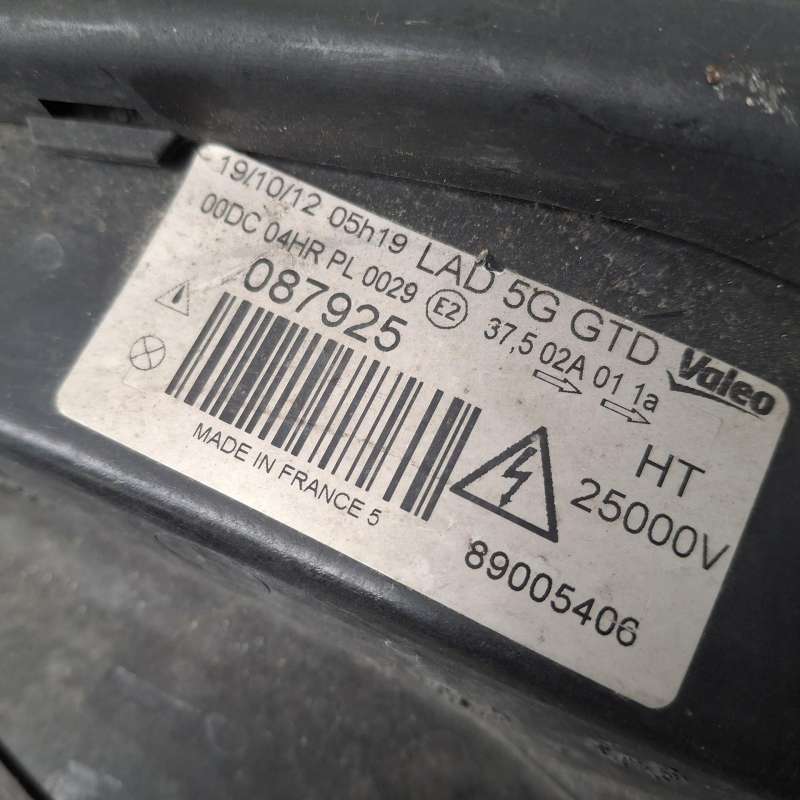 19/10/12 05h19 LAD 5G GTD
00DC 04HR PL 0029 E2 37,5 02A 01 1a
Valeo
087925
MADE IN FRANCE 5
HT
25000V
89005406